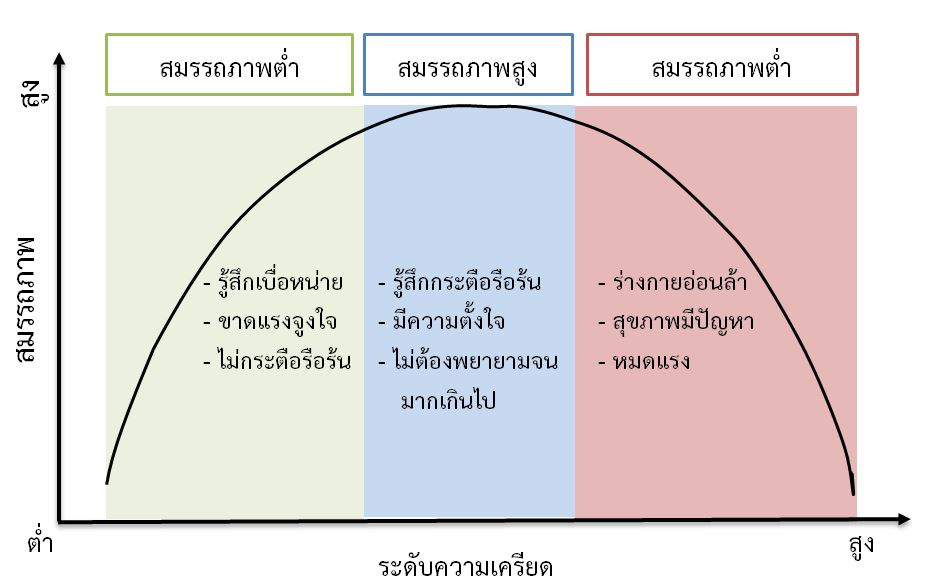 สมรรถภาพต่ำ
สมรรถภาพสูง
สมรรถภาพต่ำ
สูง
สมรรถภาพ
- รู้สึกเบื่อหน่าย
- ขาดแรงจูงใจ
- ไม่กระตือรือร้น
- รู้สึกกระตือรือร้น
- มีความตั้งใจ
- ไม่ต้องพยายามจน
มากเกินไป
- ร่างกายอ่อนล้า
- สุขภาพมีปัญหา
- หมดแรง
ต่ำ
สูง
ระดับความเครียด